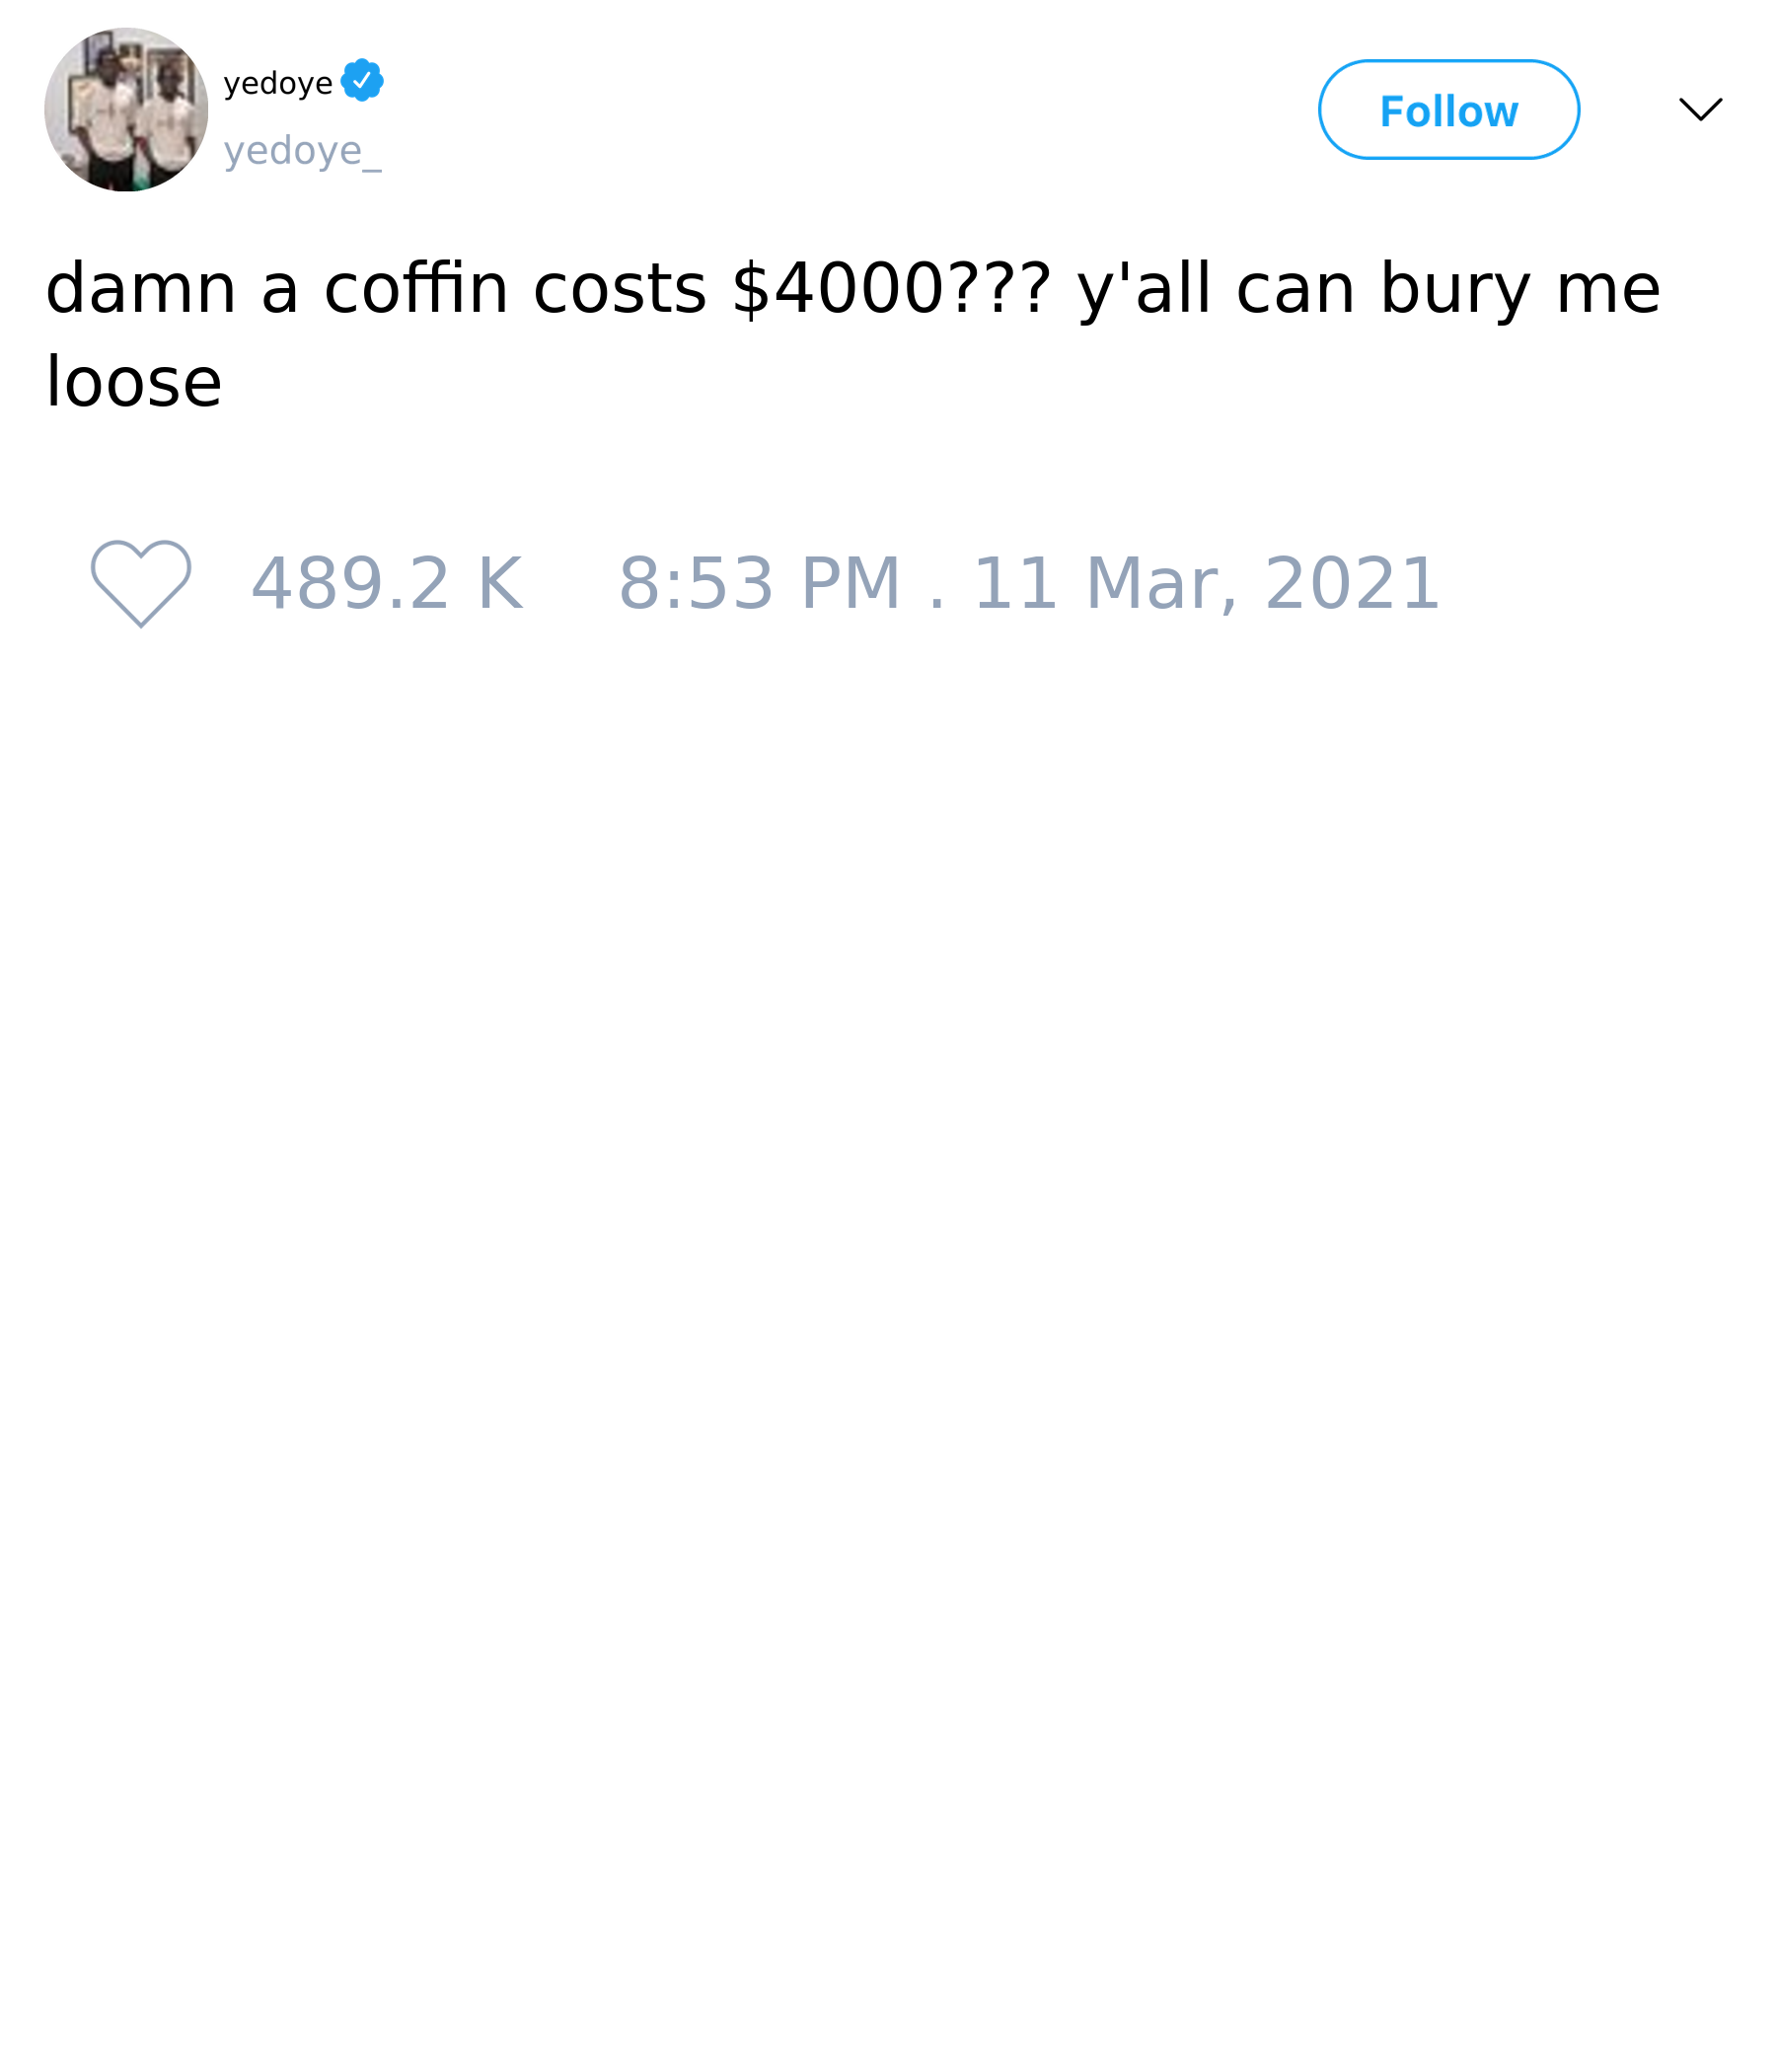 yedoye
yedoye_
Follow
damn a coffin costs $4000??? y'all can bury me
loose
489.2 K 8:53 PM . 11 Mar, 2021